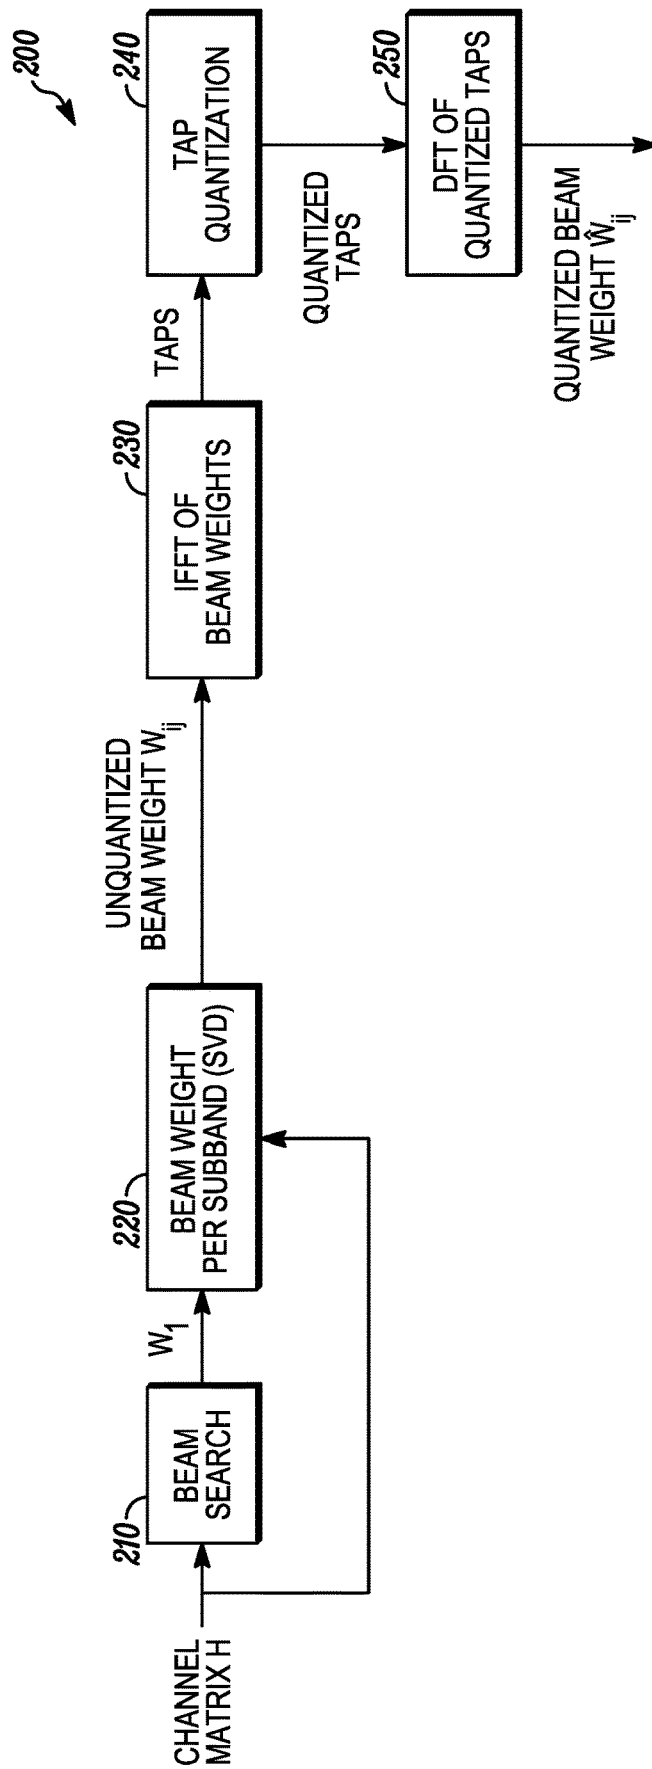 200
CHANNEL
MATRIX H
210
BEAM
SEARCH
W1
220
BEAM WEIGHT
PER SUBBAND (SVD)
UNQUANTIZED
BEAM WEIGHT Wij
230
IFFT OF
BEAM WEIGHTS
TAPS
240
TAP
QUANTIZATION
QUANTIZED
TAPS
250
DFT OF
QUANTIZED TAPS
QUANTIZED BEAM
WEIGHT Ŵij